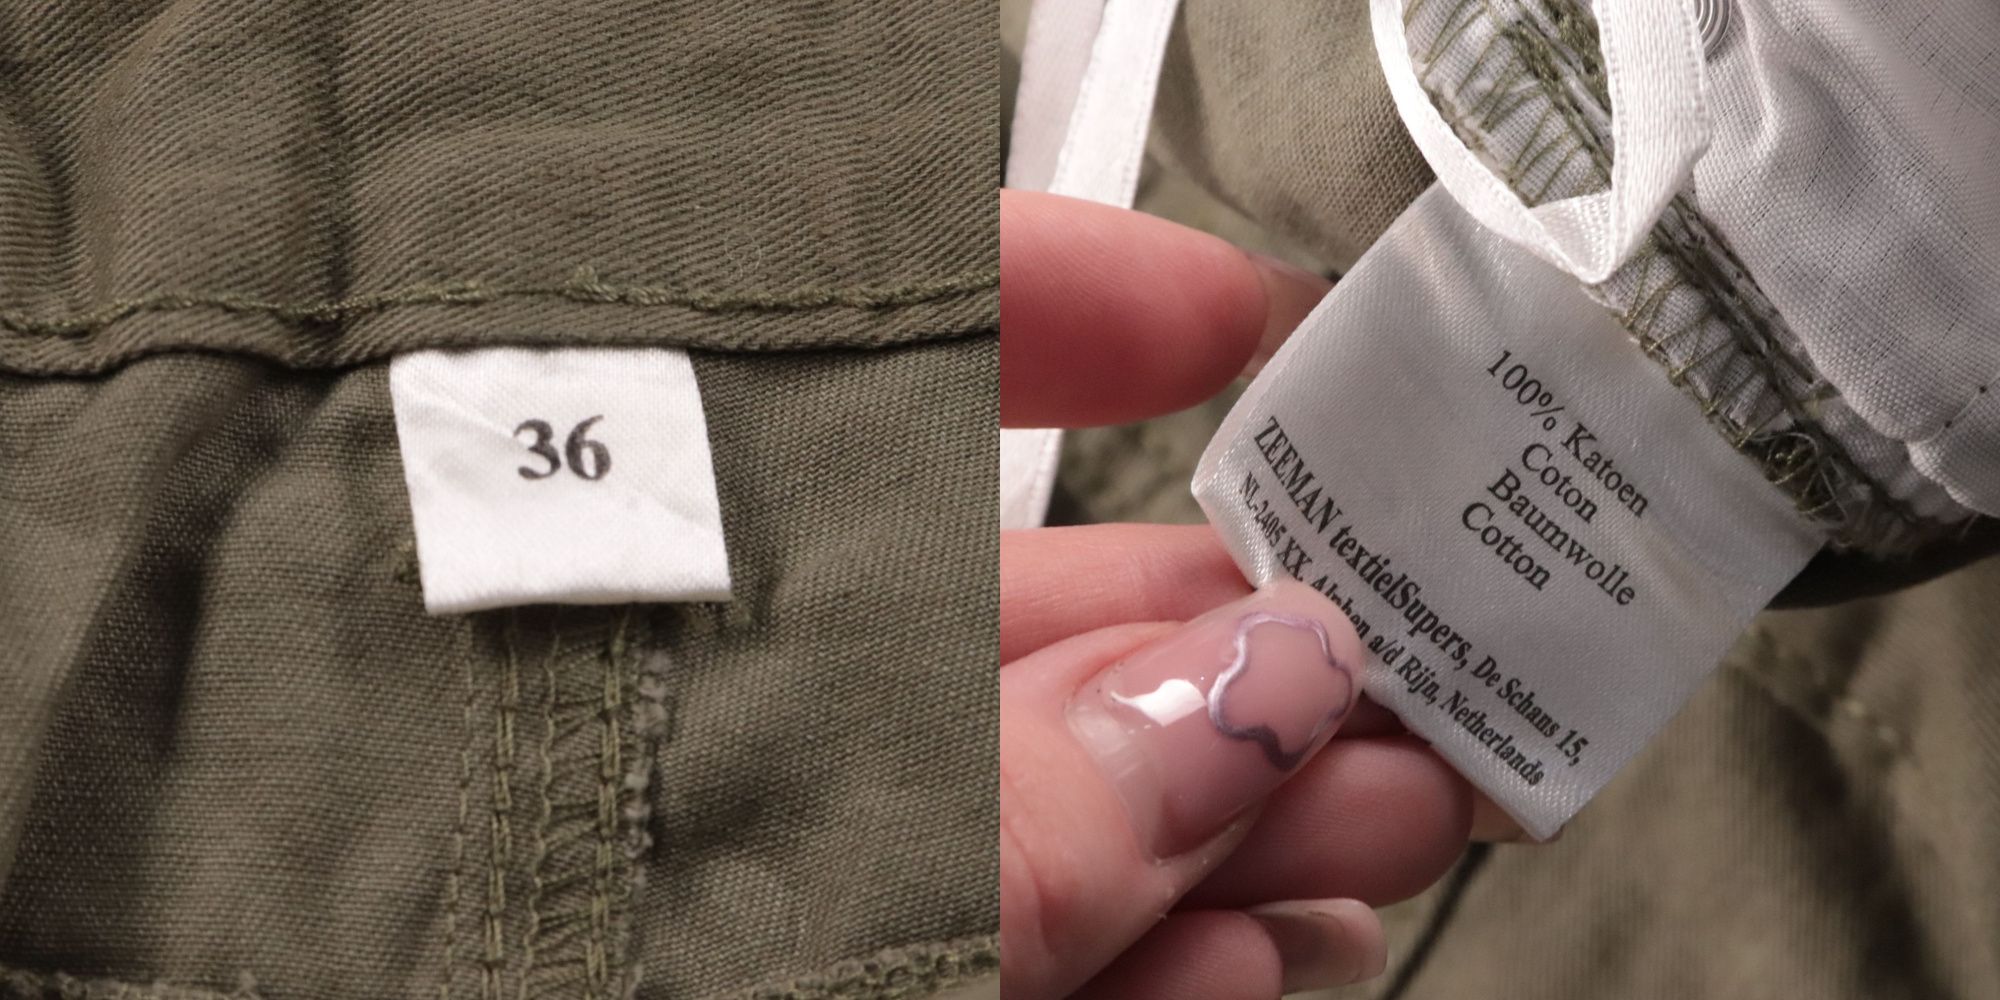 36
100% Katoen
Coton
Baumwolle
Cotton
ZEEMAN textielSupers, De Schans 15,
NL-2405 XX, Alphen a/d Rijn, Netherlands